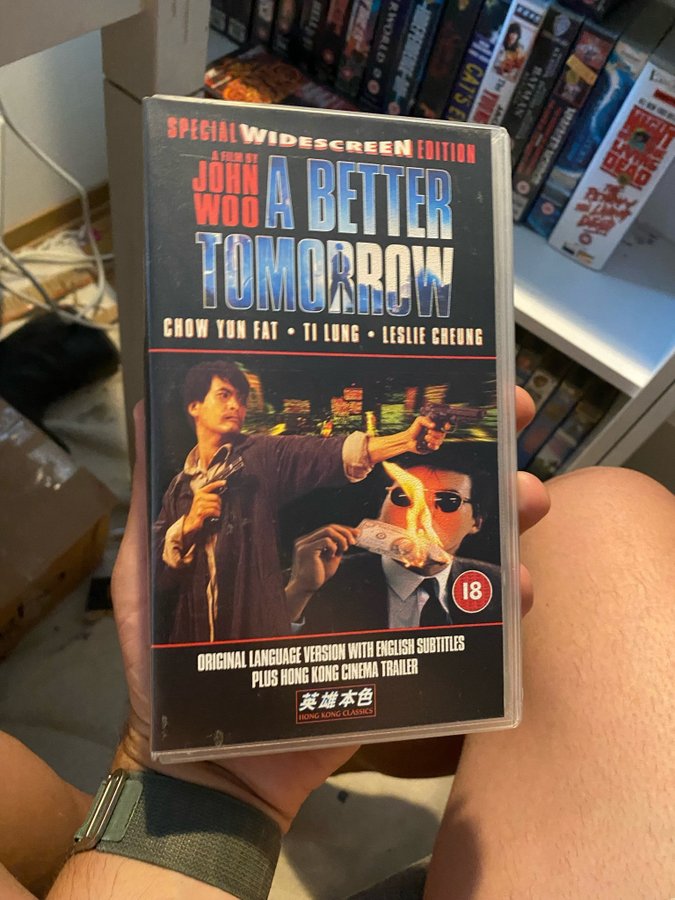 SPECIAL WIDESCREEN EDITION
A FILM BY
JOHN
WOO
A BETTER
TOMORROW
CHOW YUN FAT • TI LUNG • LESLIE CHEUNG
18
ORIGINAL LANGUAGE VERSION WITH ENGLISH SUBTITLES
PLUS HONG KONG CINEMA TRAILER
英雄本色
HONG KONG CLASSICS
BATMAN